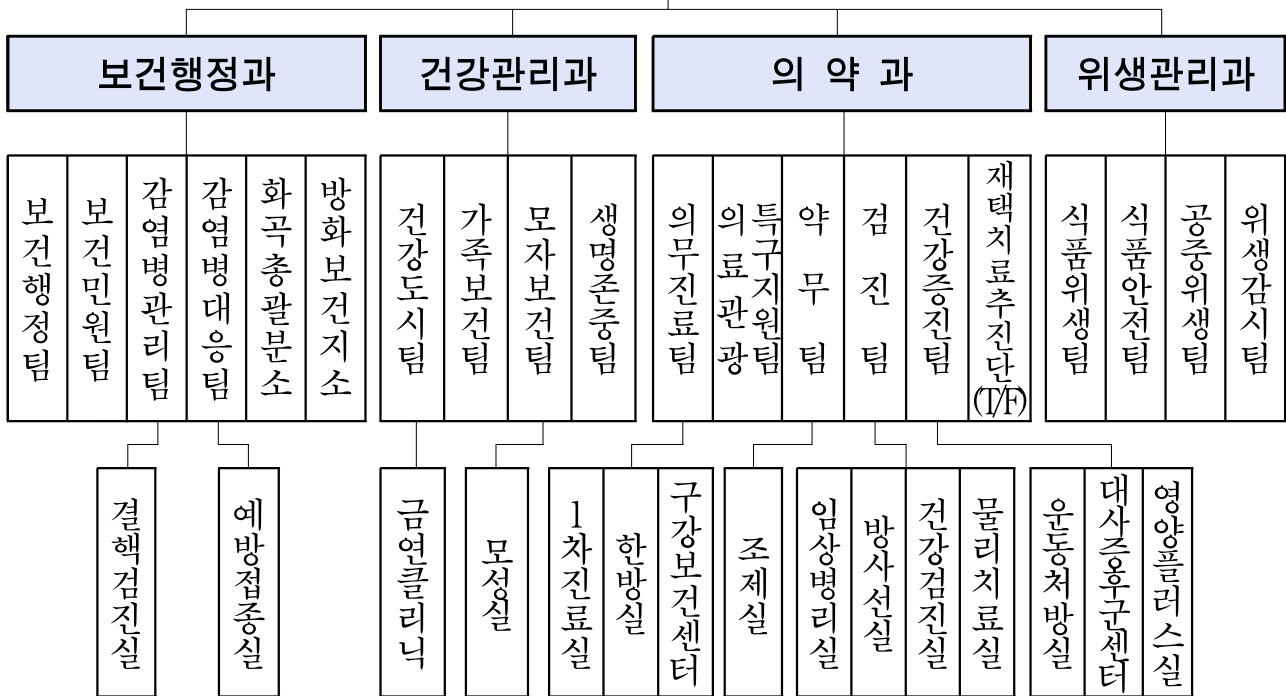 보건행정과
건강관리과
의 약 과
위생관리과
보건행정팀
보건민원팀
감염병관리팀
감염병대응팀
화곡총괄분소
방화보건지소
건강도시팀
가족보건팀
모자보건팀
생명존중팀
의무진료팀
의료관광
특구지원팀
약 무 팀
검 진 팀
건강증진팀
재택치료추진단
(T/F)
식품위생팀
식품안전팀
공중위생팀
위생감시팀
결핵검진실
예방접종실
금연클리닉
모성실
1차진료실
한방실
구강보건센터
조제실
임상병리실
방사선실
건강검진실
물리치료실
운동처방실
대사증후군센터
영양플러스실